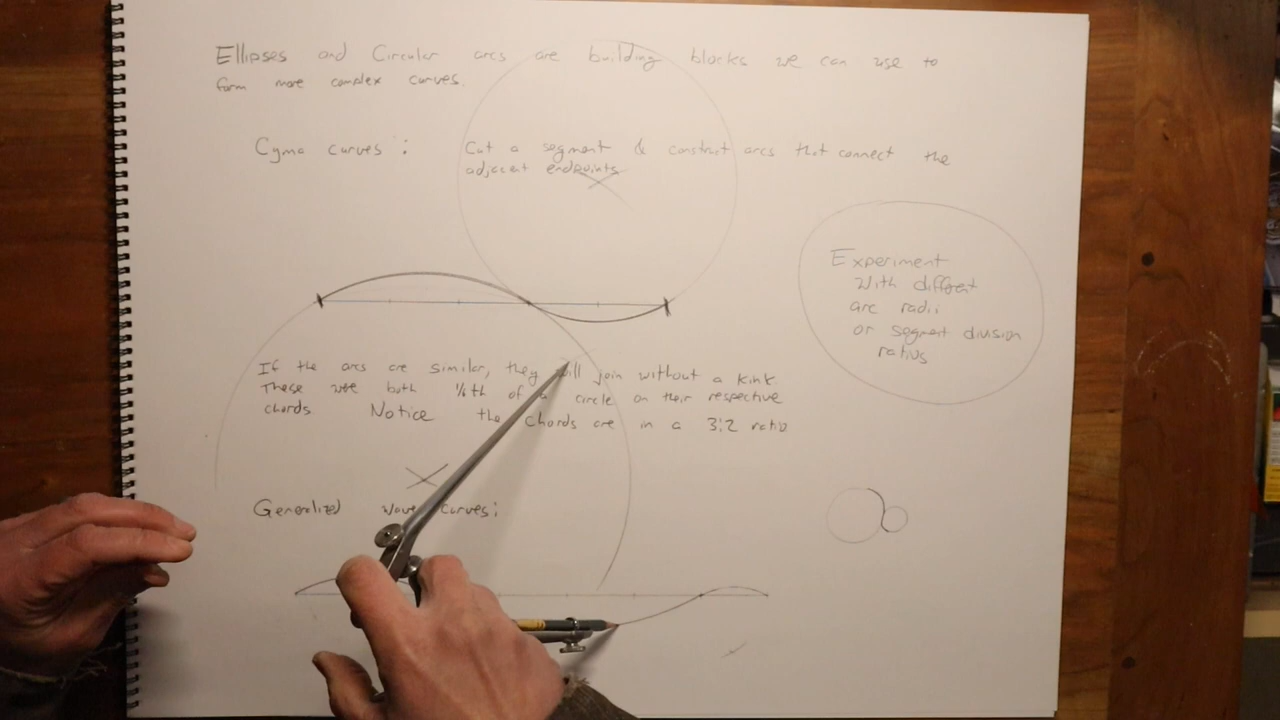 Ellipses and Circular arcs are building blocks we can use to
form more complex curves.
Cyma curves : Cut a segment & construct arcs that connect the
adjacent endpoints
Experiment
With different
arc radii
or segment division
ratios
If the arcs are similar, they will join without a kink.
These were both 1/6th of a circle on their respective
chords Notice the chords are in a 3:2 ratio
Generalized wave curves: